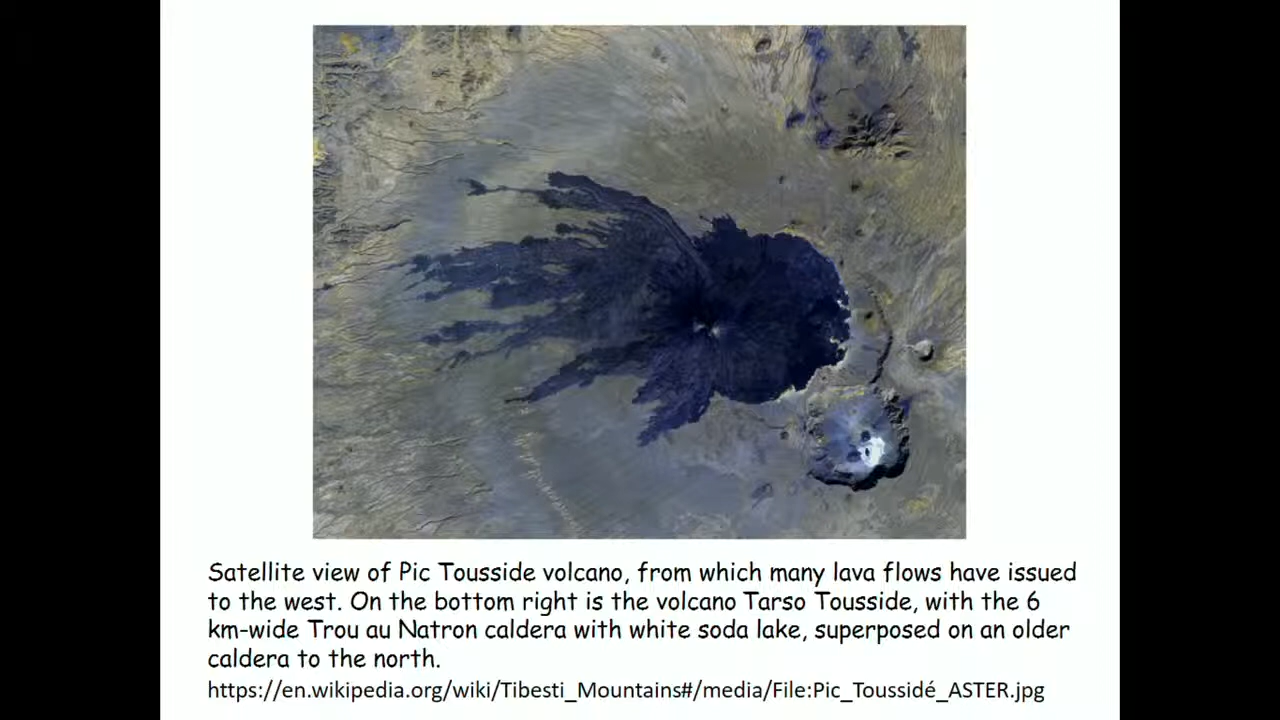 Satellite view of Pic Tousside volcano, from which many lava flows have issued
to the west. On the bottom right is the volcano Tarso Tousside, with the 6
km-wide Trou au Natron caldera with white soda lake, superposed on an older
caldera to the north.
https://en.wikipedia.org/wiki/Tibesti_Mountains#/media/File:Pic_Toussidé_ASTER.jpg